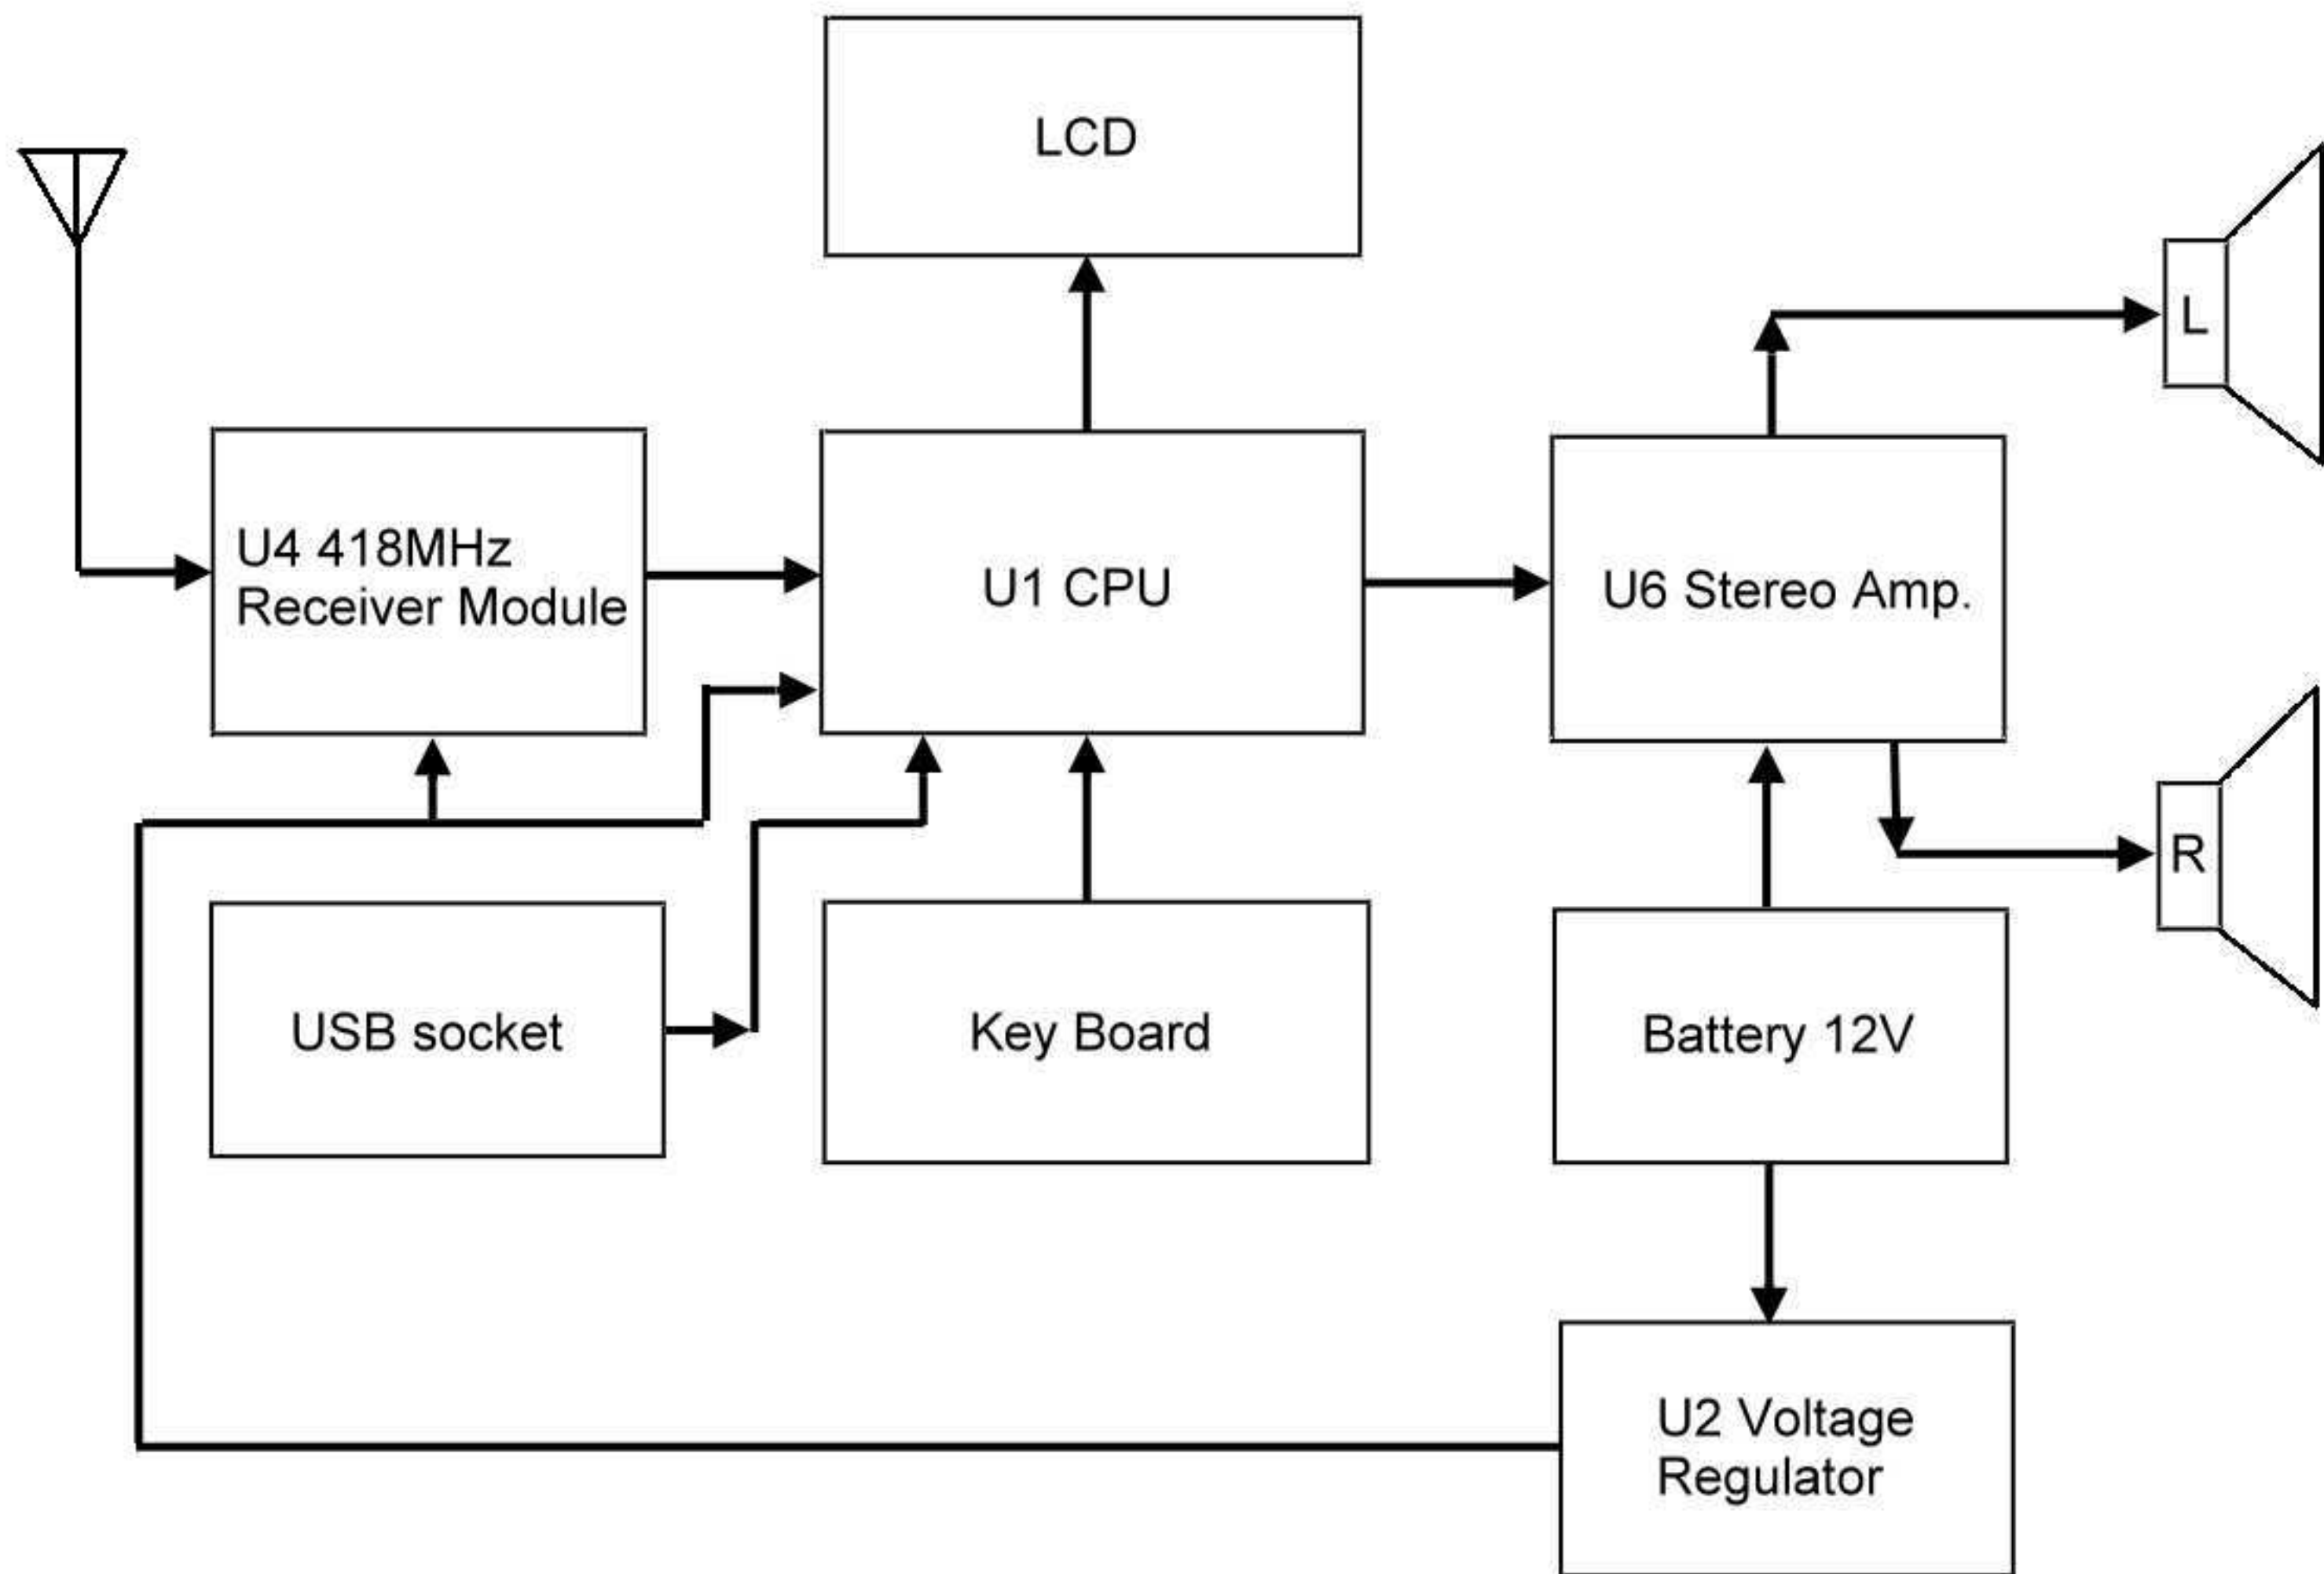 LCD
L
U4 418MHz
Receiver Module
U1 CPU
U6 Stereo Amp.
R
USB socket
Key Board
Battery 12V
U2 Voltage
Regulator